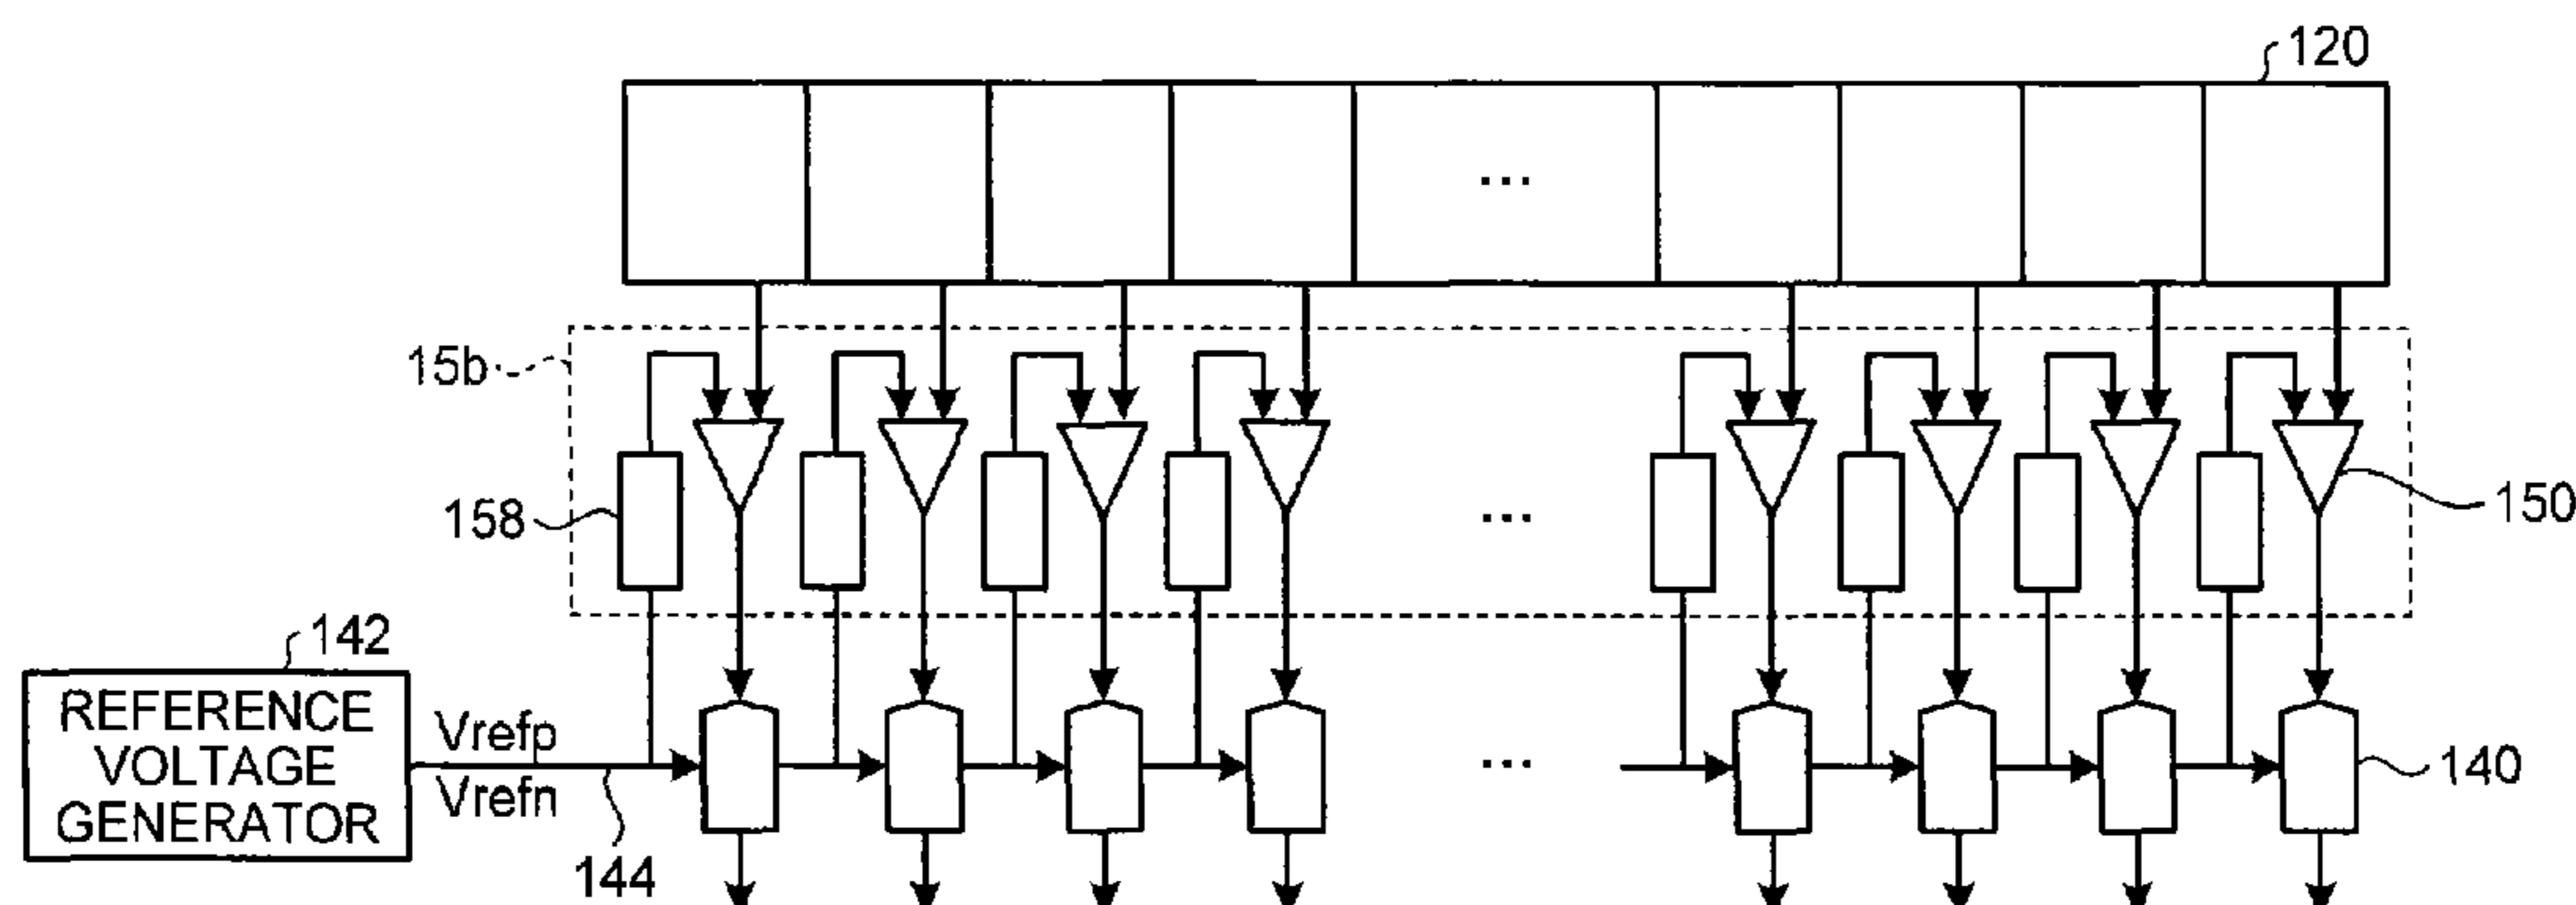 120
...
15b
158
...
150
142
REFERENCE
VOLTAGE
GENERATOR
Vrefp
Vrefn
144
...
140